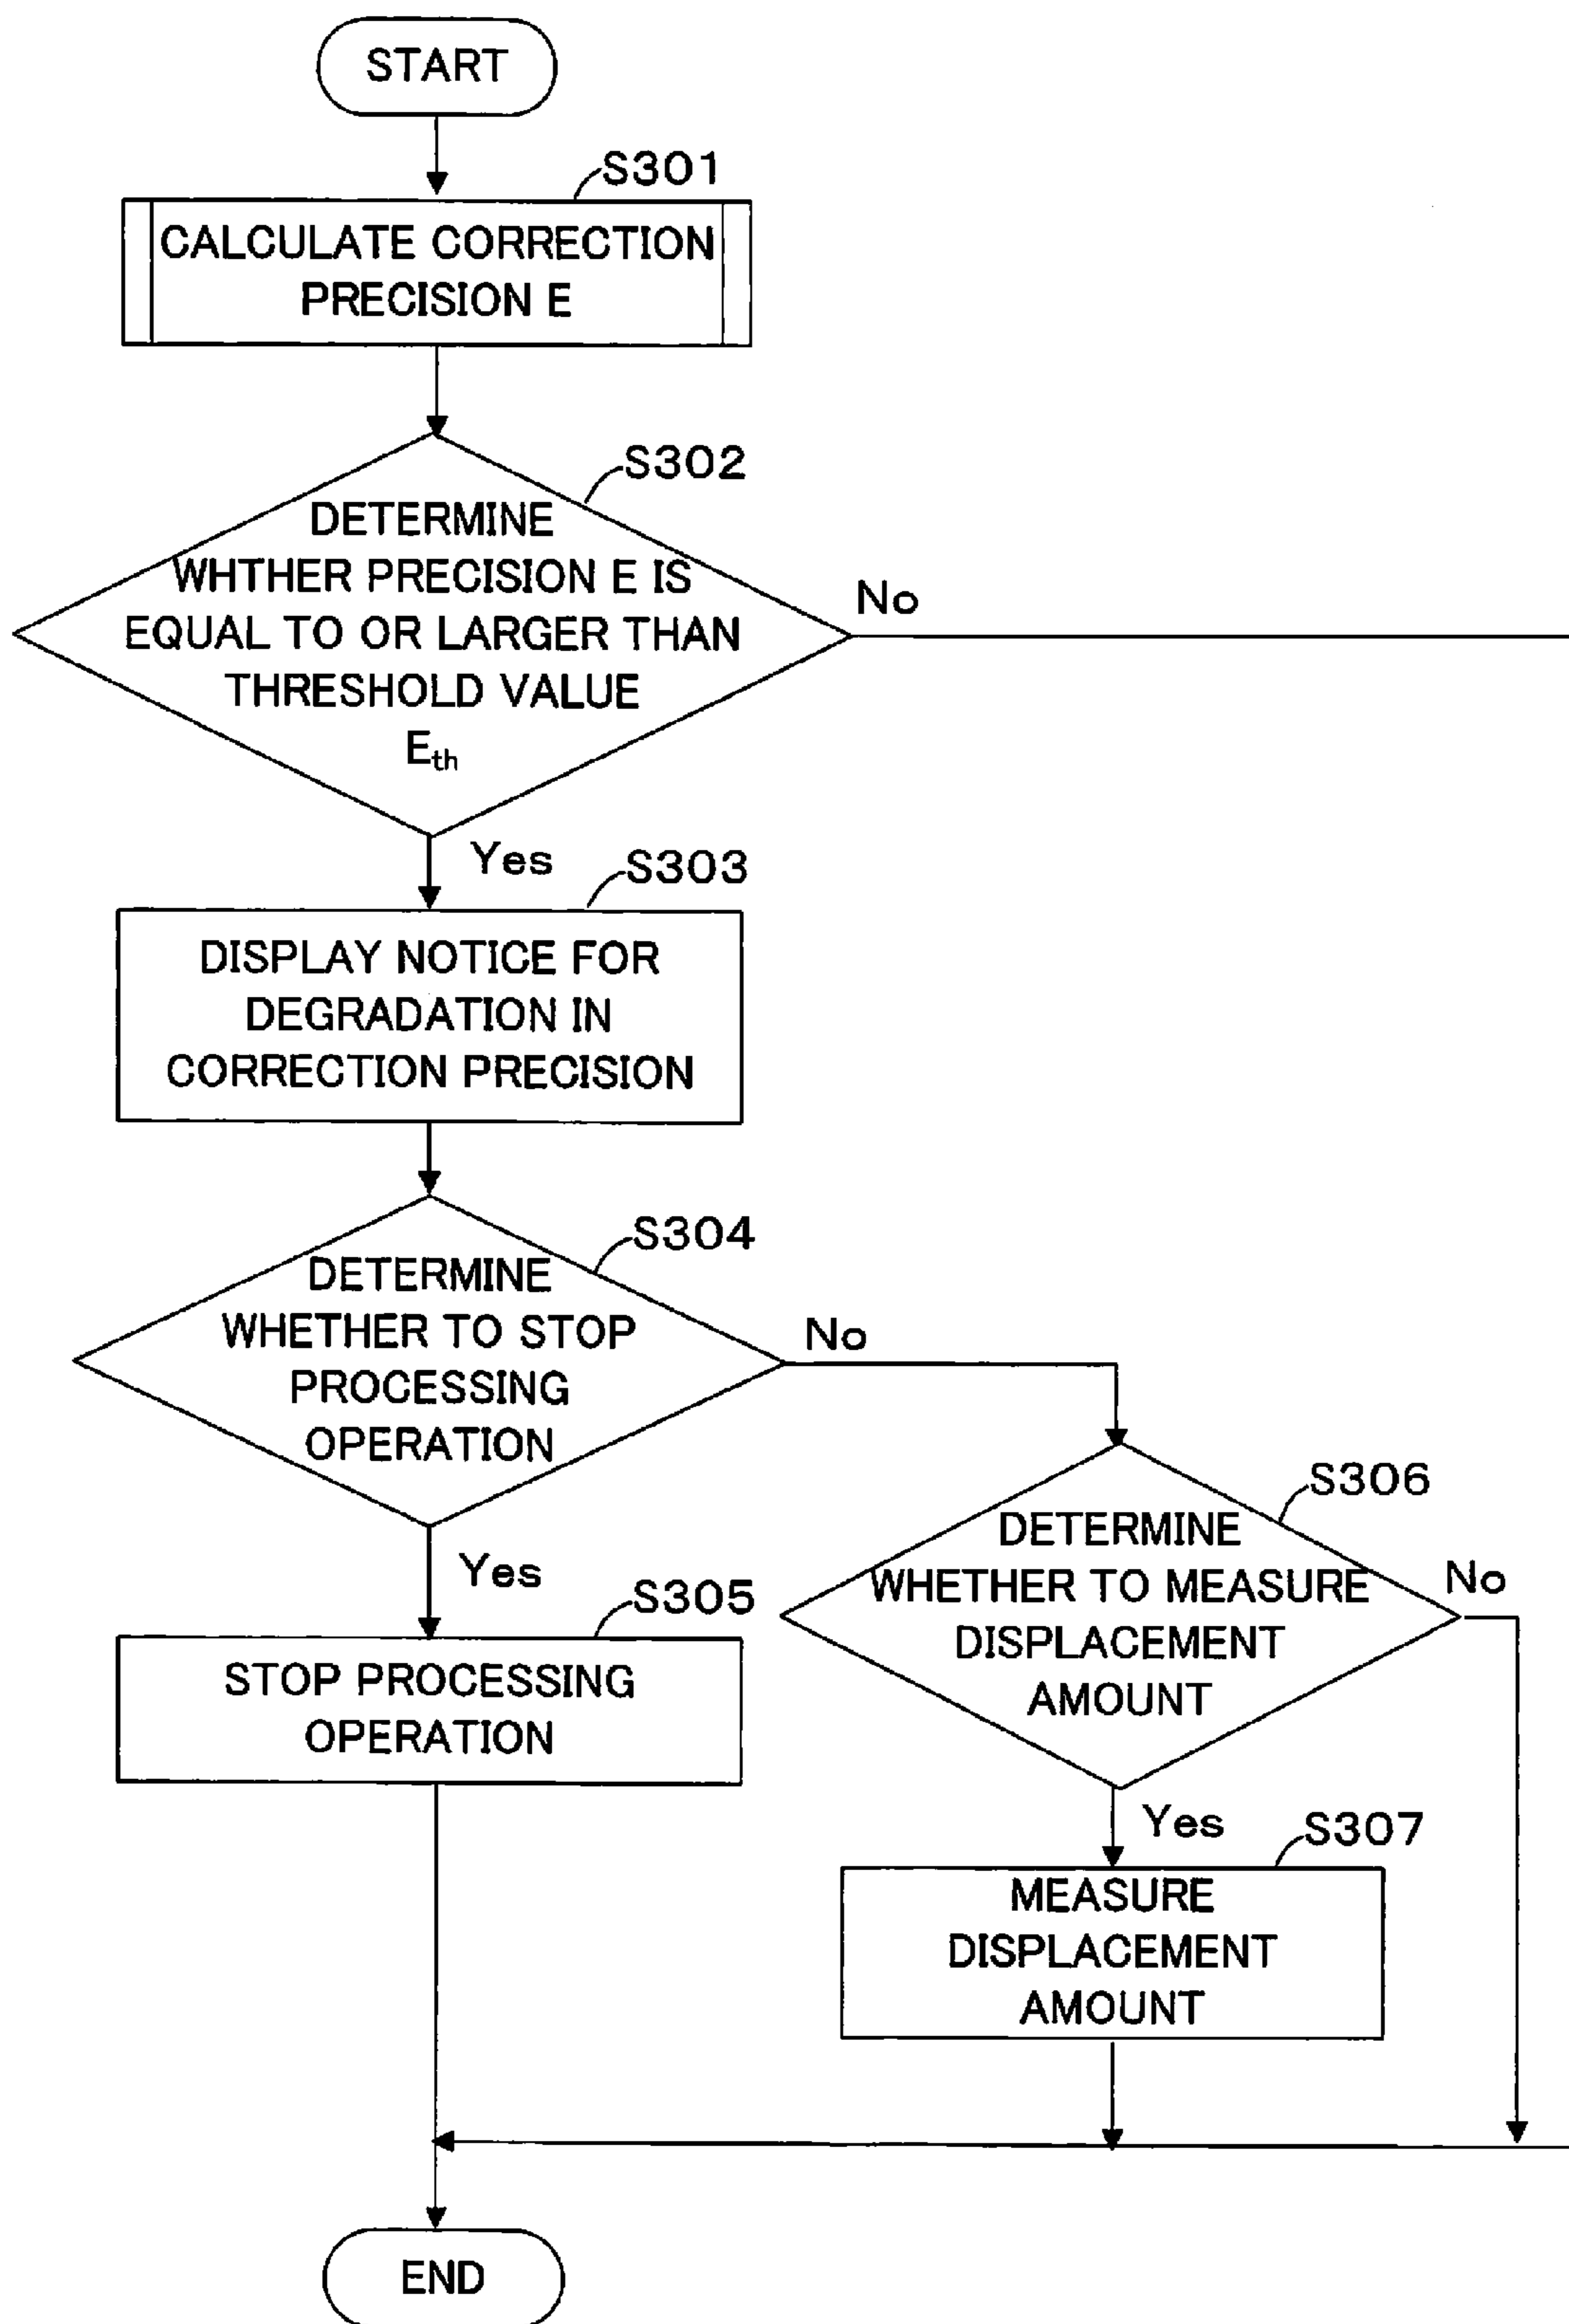 START
S301
CALCULATE CORRECTION
PRECISION E
S302
DETERMINE
WHTHER PRECISION E IS
EQUAL TO OR LARGER THAN
THRESHOLD VALUE
Eth
No
Yes
S303
DISPLAY NOTICE FOR
DEGRADATION IN
CORRECTION PRECISION
S304
DETERMINE
WHETHER TO STOP
PROCESSING
OPERATION
No
Yes
S305
STOP PROCESSING
OPERATION
S306
DETERMINE
WHETHER TO MEASURE
DISPLACEMENT
AMOUNT
No
Yes
S307
MEASURE
DISPLACEMENT
AMOUNT
END